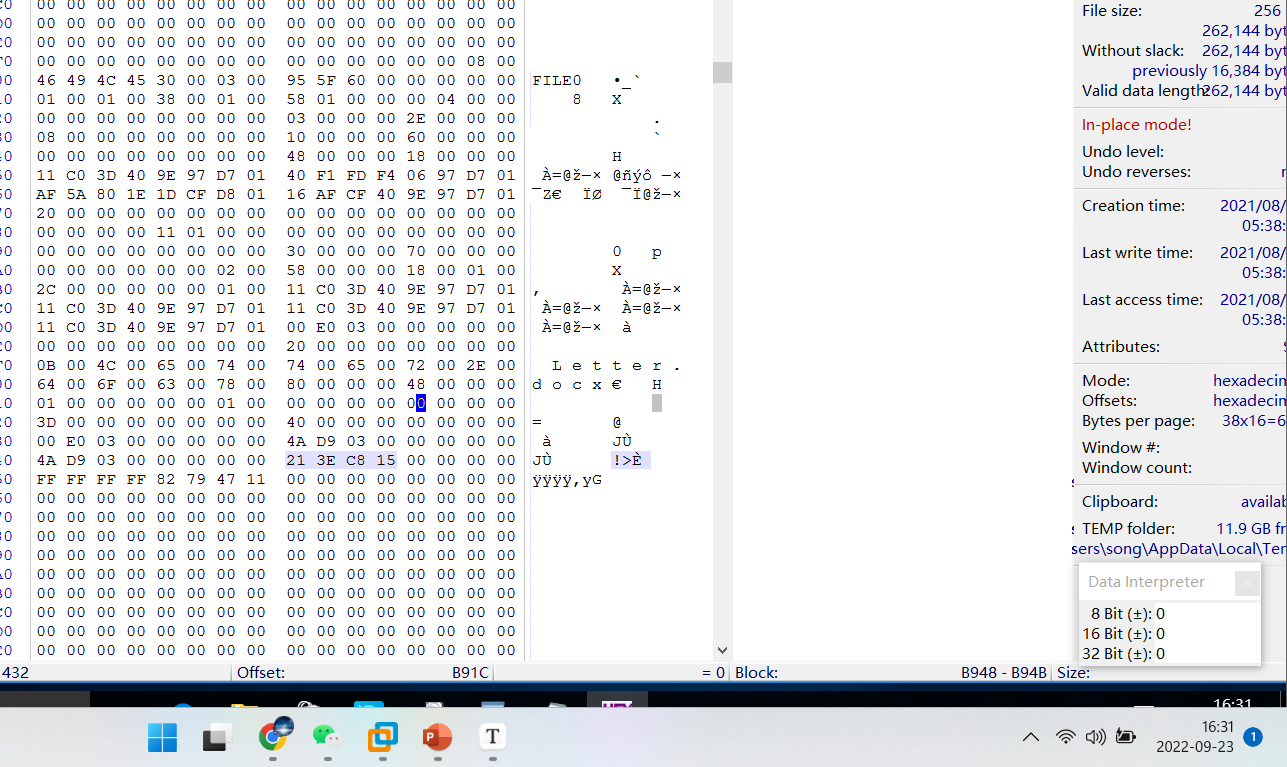 00 00 00 00 00 00 00 00 00 00 00 00 00 00 00 00 File size: 256
00 00 00 00 00 00 00 00 00 00 00 00 00 00 00 00 262,144 byt
00 00 00 00 00 00 00 00 00 00 00 00 00 00 00 00 Without slack: 262,144 byt
00 00 00 00 00 00 00 00 00 00 00 00 00 00 08 00 previously 16,384 byt
46 49 4C 45 30 00 03 00 95 5F 60 00 00 00 00 00 FILE0 •_` Valid data length: 262,144 byt
01 00 01 00 38 00 01 00 58 01 00 00 00 04 00 00 8 X
00 00 00 00 00 00 00 00 03 00 00 00 2E 00 00 00 . In-place mode!
08 00 00 00 00 00 00 00 10 00 00 00 60 00 00 00 `
00 00 00 00 00 00 00 00 48 00 00 00 18 00 00 00 H Undo level:
11 C0 3D 40 9E 97 D7 01 40 F1 FD F4 06 97 D7 01 À=@ž—× @ñýô —× Undo reverses:
AF 5A 80 1E 1D CF D8 01 16 AF CF 40 9E 97 D7 01 ¯Z€ ÏØ ¯Ï@ž—×
20 00 00 00 00 00 00 00 00 00 00 00 00 00 00 00 Creation time: 2021/08/
00 00 00 00 11 01 00 00 00 00 00 00 00 00 00 00 05:38:
00 00 00 00 00 00 00 00 30 00 00 00 70 00 00 00 0 p Last write time: 2021/08/
00 00 00 00 00 00 02 00 58 00 00 00 18 00 01 00 X 05:38:
2C 00 00 00 00 00 01 00 11 C0 3D 40 9E 97 D7 01 , À=@ž—× Last access time: 2021/08/
11 C0 3D 40 9E 97 D7 01 11 C0 3D 40 9E 97 D7 01 À=@ž—× À=@ž—× 05:38:
11 C0 3D 40 9E 97 D7 01 00 E0 03 00 00 00 00 00 À=@ž—× à
00 00 00 00 00 00 00 00 20 00 00 00 00 00 00 00 Attributes:
0B 00 4C 00 65 00 74 00 74 00 65 00 72 00 2E 00 L e t t e r .
64 00 6F 00 63 00 78 00 80 00 00 00 48 00 00 00 d o c x € H Mode: hexadecim
01 00 00 00 00 00 01 00 00 00 00 00 00 00 00 00 Offsets: hexadecim
3D 00 00 00 00 00 00 00 40 00 00 00 00 00 00 00 = @ Bytes per page: 38x16=6
00 E0 03 00 00 00 00 00 4A D9 03 00 00 00 00 00 à JÙ Window #:
4A D9 03 00 00 00 00 00 21 3E C8 15 00 00 00 00 JÙ !>È Window count:
FF FF FF FF 82 79 47 11 00 00 00 00 00 00 00 00 ÿÿÿÿ‚yG
00 00 00 00 00 00 00 00 00 00 00 00 00 00 00 00 Clipboard: availab
00 00 00 00 00 00 00 00 00 00 00 00 00 00 00 00 TEMP folder: 11.9 GB fr
00 00 00 00 00 00 00 00 00 00 00 00 00 00 00 00 sers\song\AppData\Local\Ter
00 00 00 00 00 00 00 00 00 00 00 00 00 00 00 00
00 00 00 00 00 00 00 00 00 00 00 00 00 00 00 00 Data Interpreter
00 00 00 00 00 00 00 00 00 00 00 00 00 00 00 00
00 00 00 00 00 00 00 00 00 00 00 00 00 00 00 00 8 Bit (±): 0
00 00 00 00 00 00 00 00 00 00 00 00 00 00 00 00 16 Bit (±): 0
00 00 00 00 00 00 00 00 00 00 00 00 00 00 00 00 32 Bit (±): 0
432 Offset: B91C = 0 Block: B948 - B94B Size:
16:31
16:31
2022-09-23 1